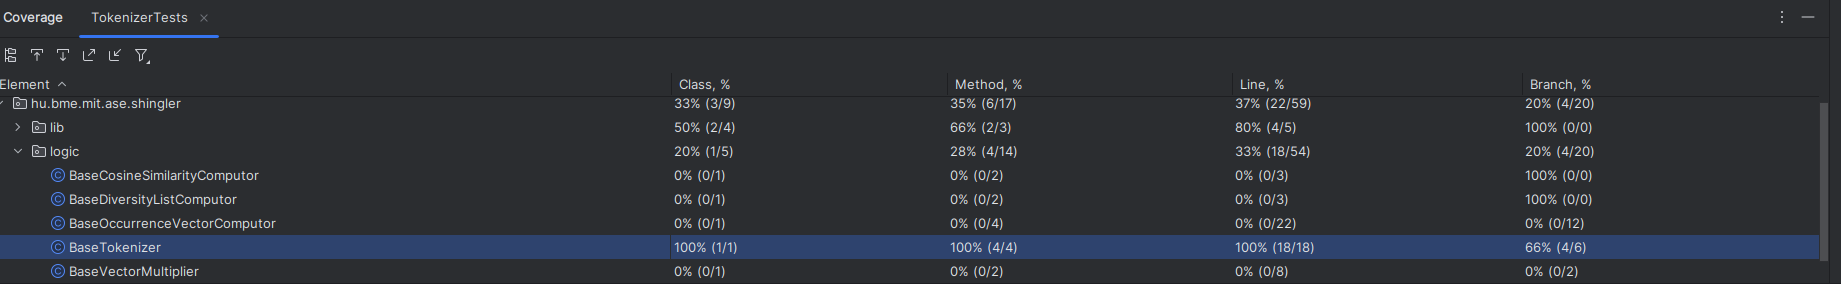 Coverage TokenizerTests
Element Class, % Method, % Line, % Branch, %
hu.bme.mit.ase.shingler 33% (3/9) 35% (6/17) 37% (22/59) 20% (4/20)
lib 50% (2/4) 66% (2/3) 80% (4/5) 100% (0/0)
logic 20% (1/5) 28% (4/14) 33% (18/54) 20% (4/20)
BaseCosineSimilarityComputor 0% (0/1) 0% (0/2) 0% (0/3) 100% (0/0)
BaseDiversityListComputor 0% (0/1) 0% (0/2) 0% (0/3) 100% (0/0)
BaseOccurrenceVectorComputor 0% (0/1) 0% (0/4) 0% (0/22) 0% (0/12)
BaseTokenizer 100% (1/1) 100% (4/4) 100% (18/18) 66% (4/6)
BaseVectorMultiplier 0% (0/1) 0% (0/2) 0% (0/8) 0% (0/2)